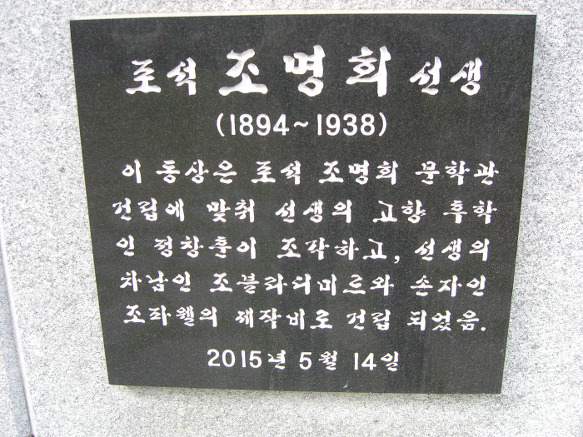 포석 조명희 선생
(1894~1938)
이 동상은 포석 조명희 문학관
건립에 맞춰 선생의 고향 후학
인 정창훈이 조각하고, 선생의
차남인 조블라디미르와 손자인
조파웰의 제작비로 건립 되었음.
2015년 5월 14일